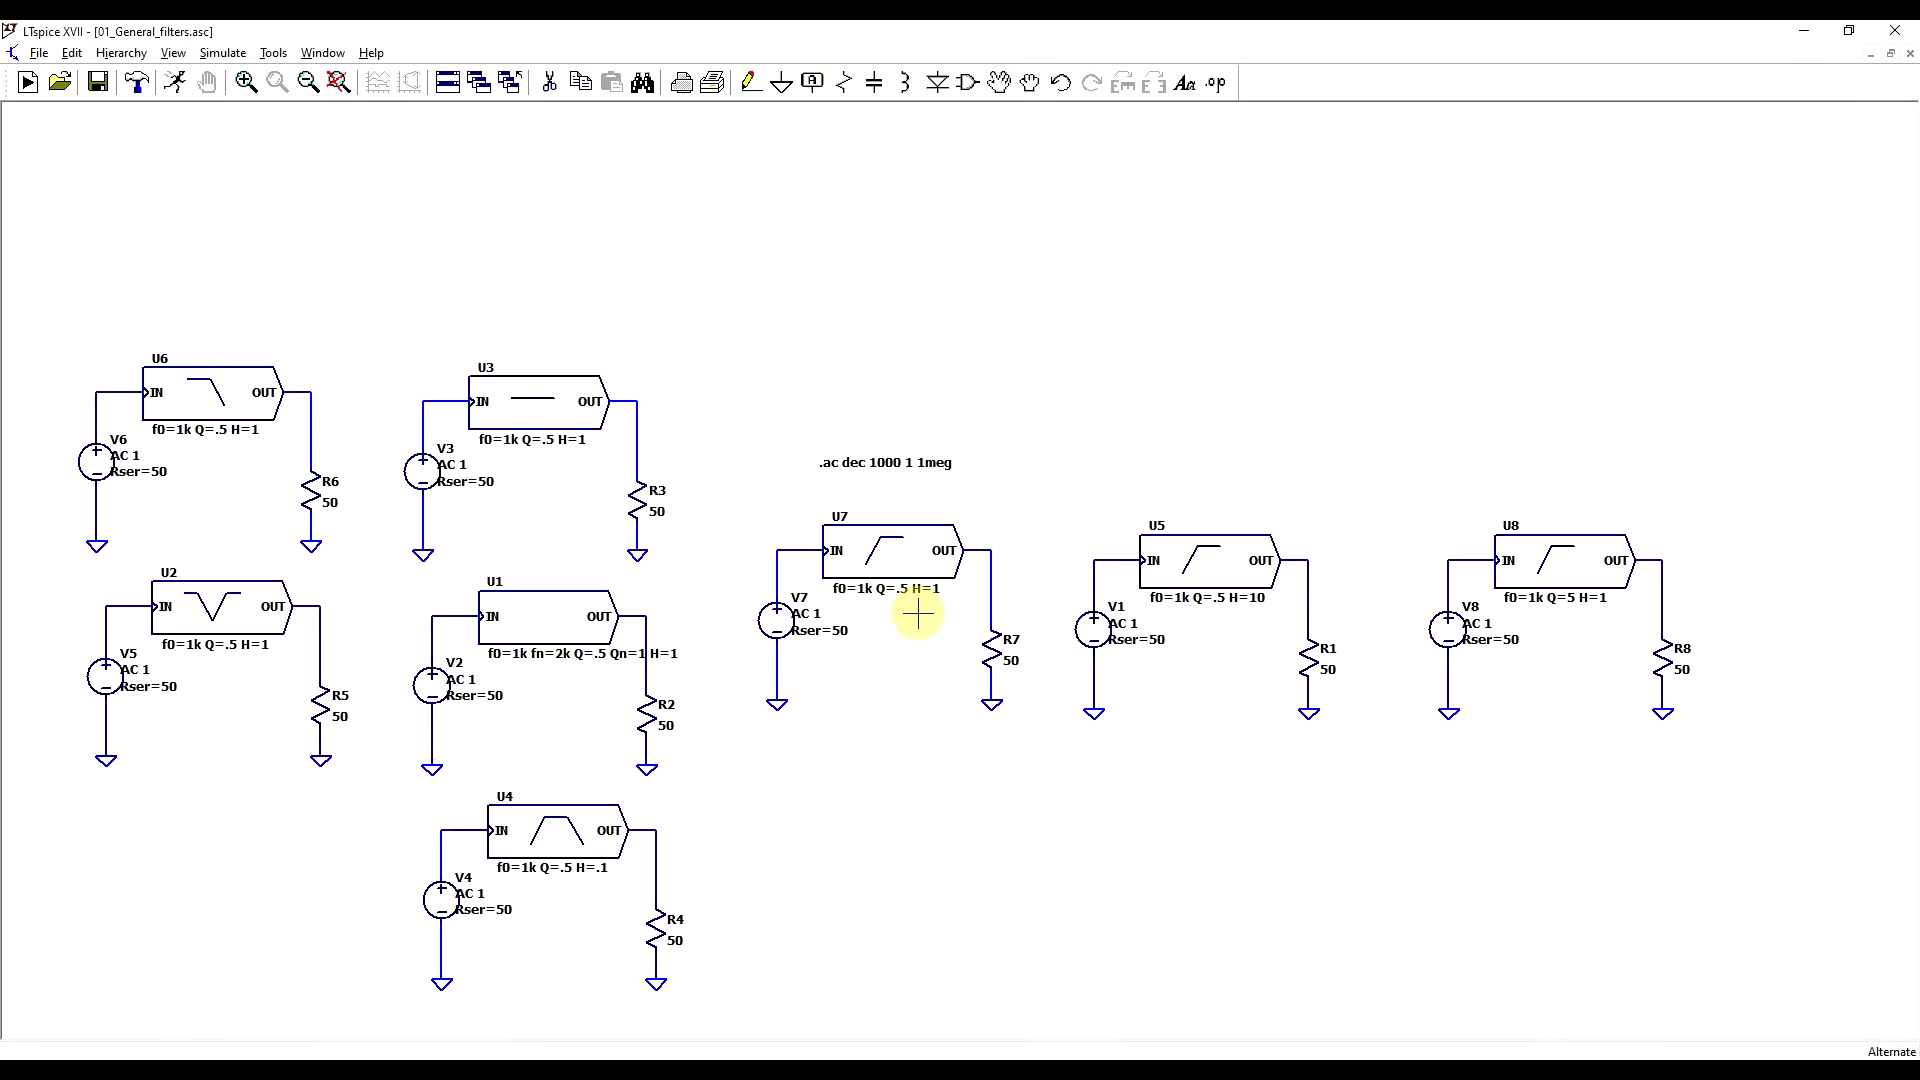 LTspice XVII - [01_General_filters.asc]
File Edit Hierarchy View Simulate Tools Window Help
A Aa .op
U6
IN OUT
f0=1k Q=.5 H=1
V6
AC 1
Rser=50
R6
50
U3
IN OUT
f0=1k Q=.5 H=1
V3
AC 1
Rser=50
R3
50
U2
IN OUT
f0=1k Q=.5 H=1
V5
AC 1
Rser=50
R5
50
U1
IN OUT
f0=1k fn=2k Q=.5 Qn=1 H=1
V2
AC 1
Rser=50
R2
50
U4
IN OUT
f0=1k Q=.5 H=.1
V4
AC 1
Rser=50
R4
50
.ac dec 1000 1 1meg
U7
IN OUT
f0=1k Q=.5 H=1
V7
AC 1
Rser=50
R7
50
U5
IN OUT
f0=1k Q=.5 H=10
V1
AC 1
Rser=50
R1
50
U8
IN OUT
f0=1k Q=5 H=1
V8
AC 1
Rser=50
R8
50
Alternate